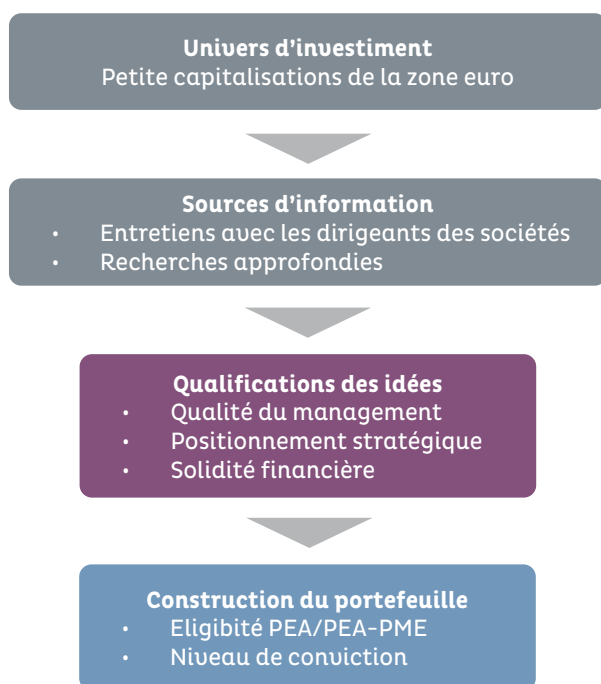 Univers d'investiment
Petite capitalisations de la zone euro
Sources d'information
• Entretiens avec les dirigeants des sociétés
• Recherches approfondies
Qualifications des idées
• Qualité du management
• Positionnement stratégique
• Solidité financière
Construction du portefeuille
• Eligibité PEA/PEA-PME
• Niveau de conviction